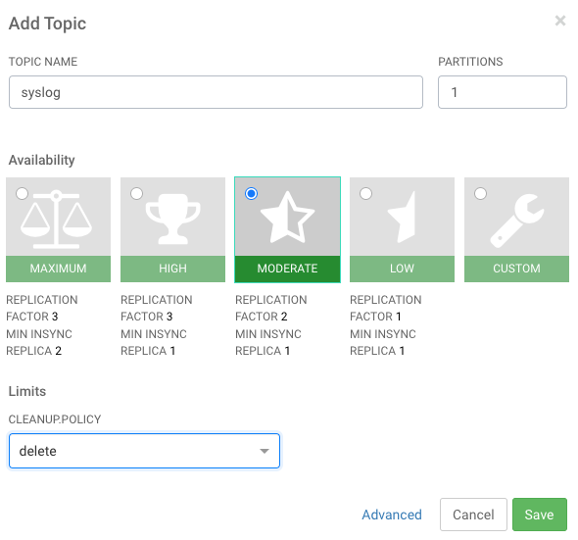 Add Topic
×
TOPIC NAME
PARTITIONS
syslog
1
Availability
MAXIMUM
HIGH
MODERATE
LOW
CUSTOM
REPLICATION
FACTOR 3
MIN INSYNC
REPLICA 2
REPLICATION
FACTOR 3
MIN INSYNC
REPLICA 1
REPLICATION
FACTOR 2
MIN INSYNC
REPLICA 1
REPLICATION
FACTOR 1
MIN INSYNC
REPLICA 1
Limits
CLEANUP.POLICY
delete
Advanced
Cancel
Save